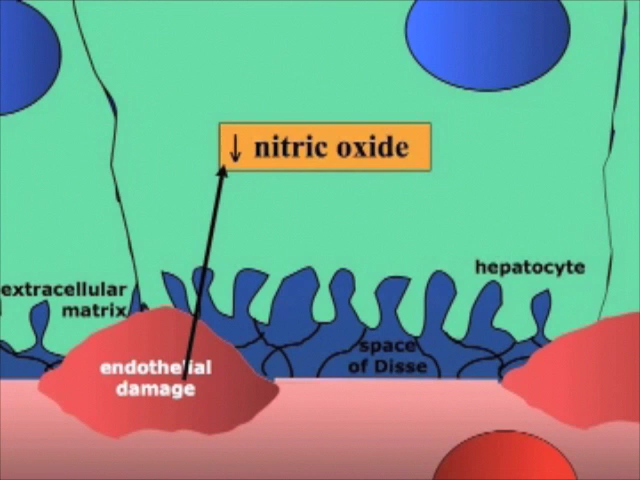 ↓ nitric oxide
hepatocyte
extracellular
matrix
space
of Disse
endothelial
damage